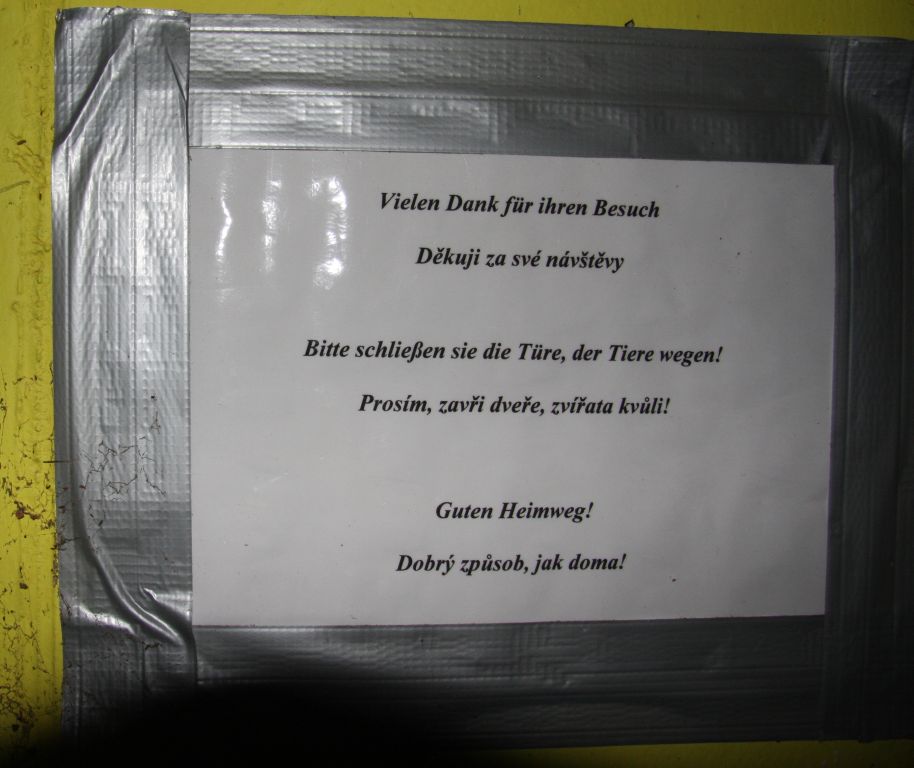 Vielen Dank für ihren Besuch
Děkuji za své návštěvy
Bitte schließen sie die Türe, der Tiere wegen!
Prosím, zavři dveře, zvířata kvůli!
Guten Heimweg!
Dobrý způsob, jak doma!